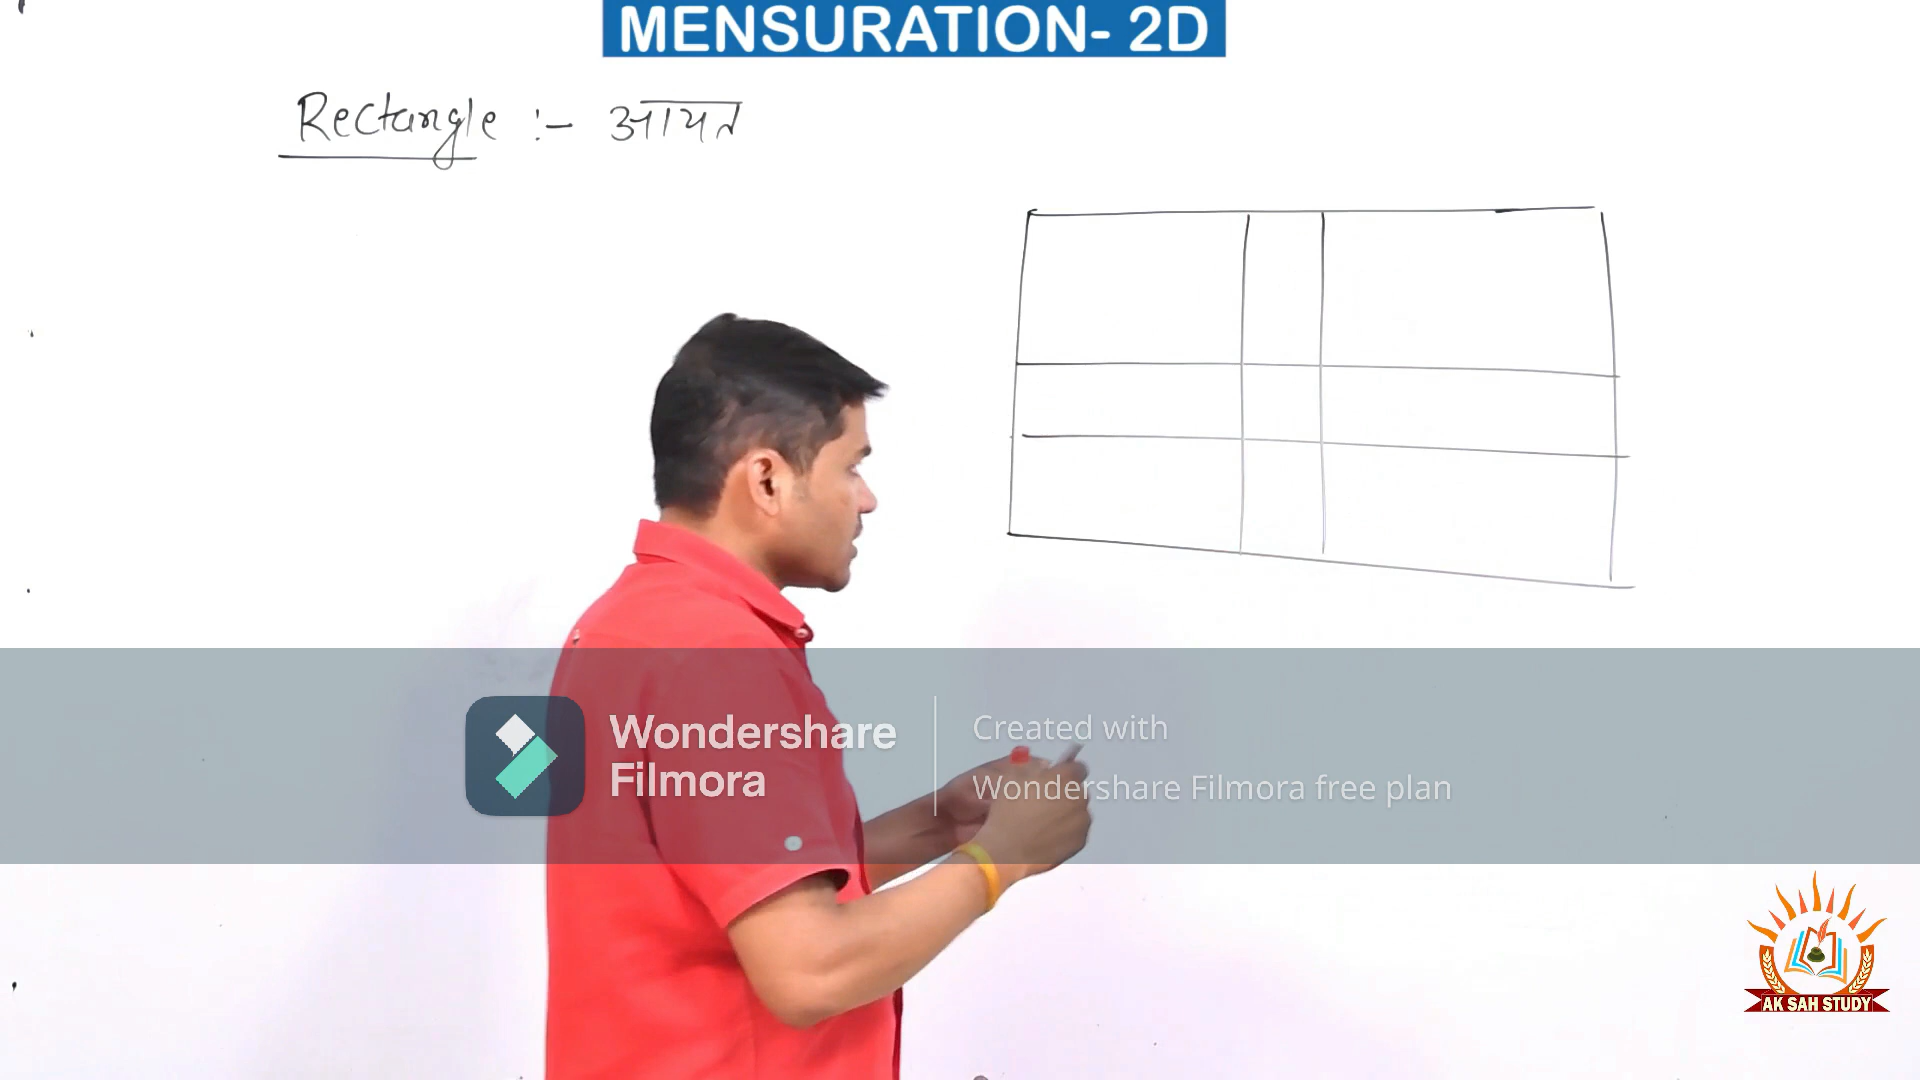 MENSURATION- 2D
Rectangle :- आयत
Wondershare
Filmora
Created with
Wondershare Filmora free plan
AK SAH STUDY